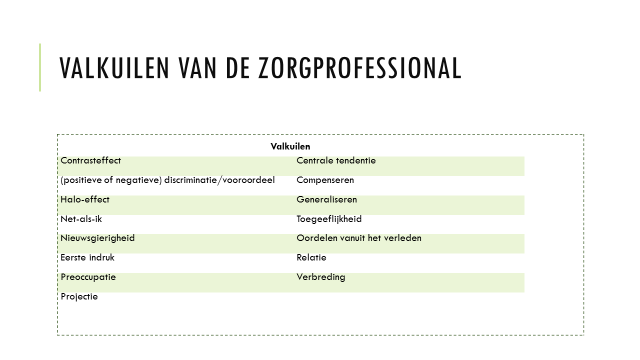 VALKUILEN VAN DE ZORGPROFESSIONAL
Valkuilen
Contrasteffect Centrale tendentie
(positieve of negatieve) discriminatie/vooroordeel Compenseren
Halo-effect Generaliseren
Net-als-ik Toegeeflijkheid
Nieuwsgierigheid Oordelen vanuit het verleden
Eerste indruk Relatie
Preoccupatie Verbreding
Projectie